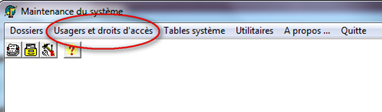 Maintenance du système
Dossiers Usagers et droits d'accès Tables système Utilitaires A propos ... Quitte
?